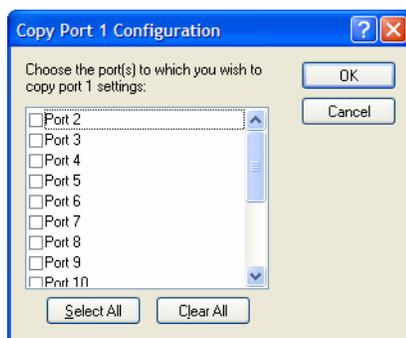 Copy Port 1 Configuration
Choose the port(s) to which you wish to
copy port 1 settings:
OK
Cancel
Port 2
Port 3
Port 4
Port 5
Port 6
Port 7
Port 8
Port 9
Port 10
Select All
Clear All